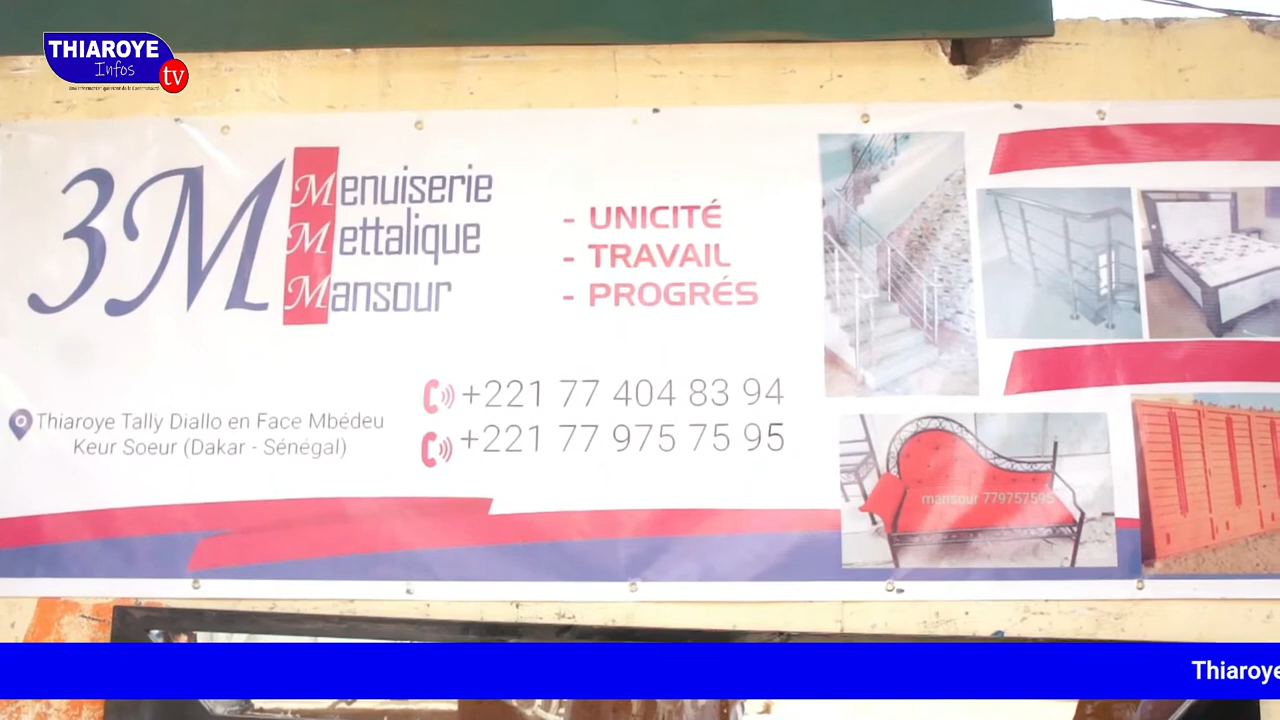 THIAROYE
Infos
tv
3M
Menuiserie
Mettalique
Mansour
- UNICITÉ
- TRAVAIL
- PROGRÉS
+221 77 404 83 94
+221 77 975 75 95
Thiaroye Tally Diallo en Face Mbédeu
Keur Soeur (Dakar - Sénégal)
mansour 779757595
Thiaroye